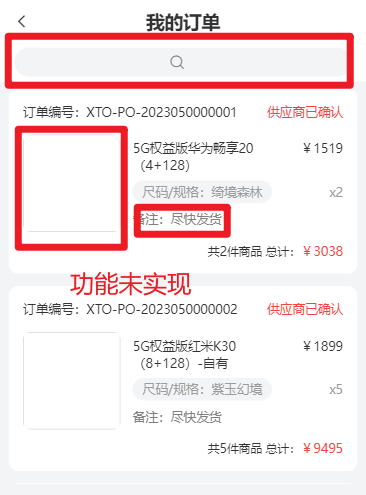 我的订单
订单编号：XTO-PO-2023050000001 供应商已确认
5G权益版华为畅享20 ￥1519
（4+128）
尺码/规格：绮境森林 x2
备注：尽快发货
共2件商品 总计：￥3038
功能未实现
订单编号：XTO-PO-2023050000002 供应商已确认
5G权益版红米K30 ￥1899
（8+128）-自有
尺码/规格：紫玉幻境 x5
备注：尽快发货
共5件商品 总计：￥9495